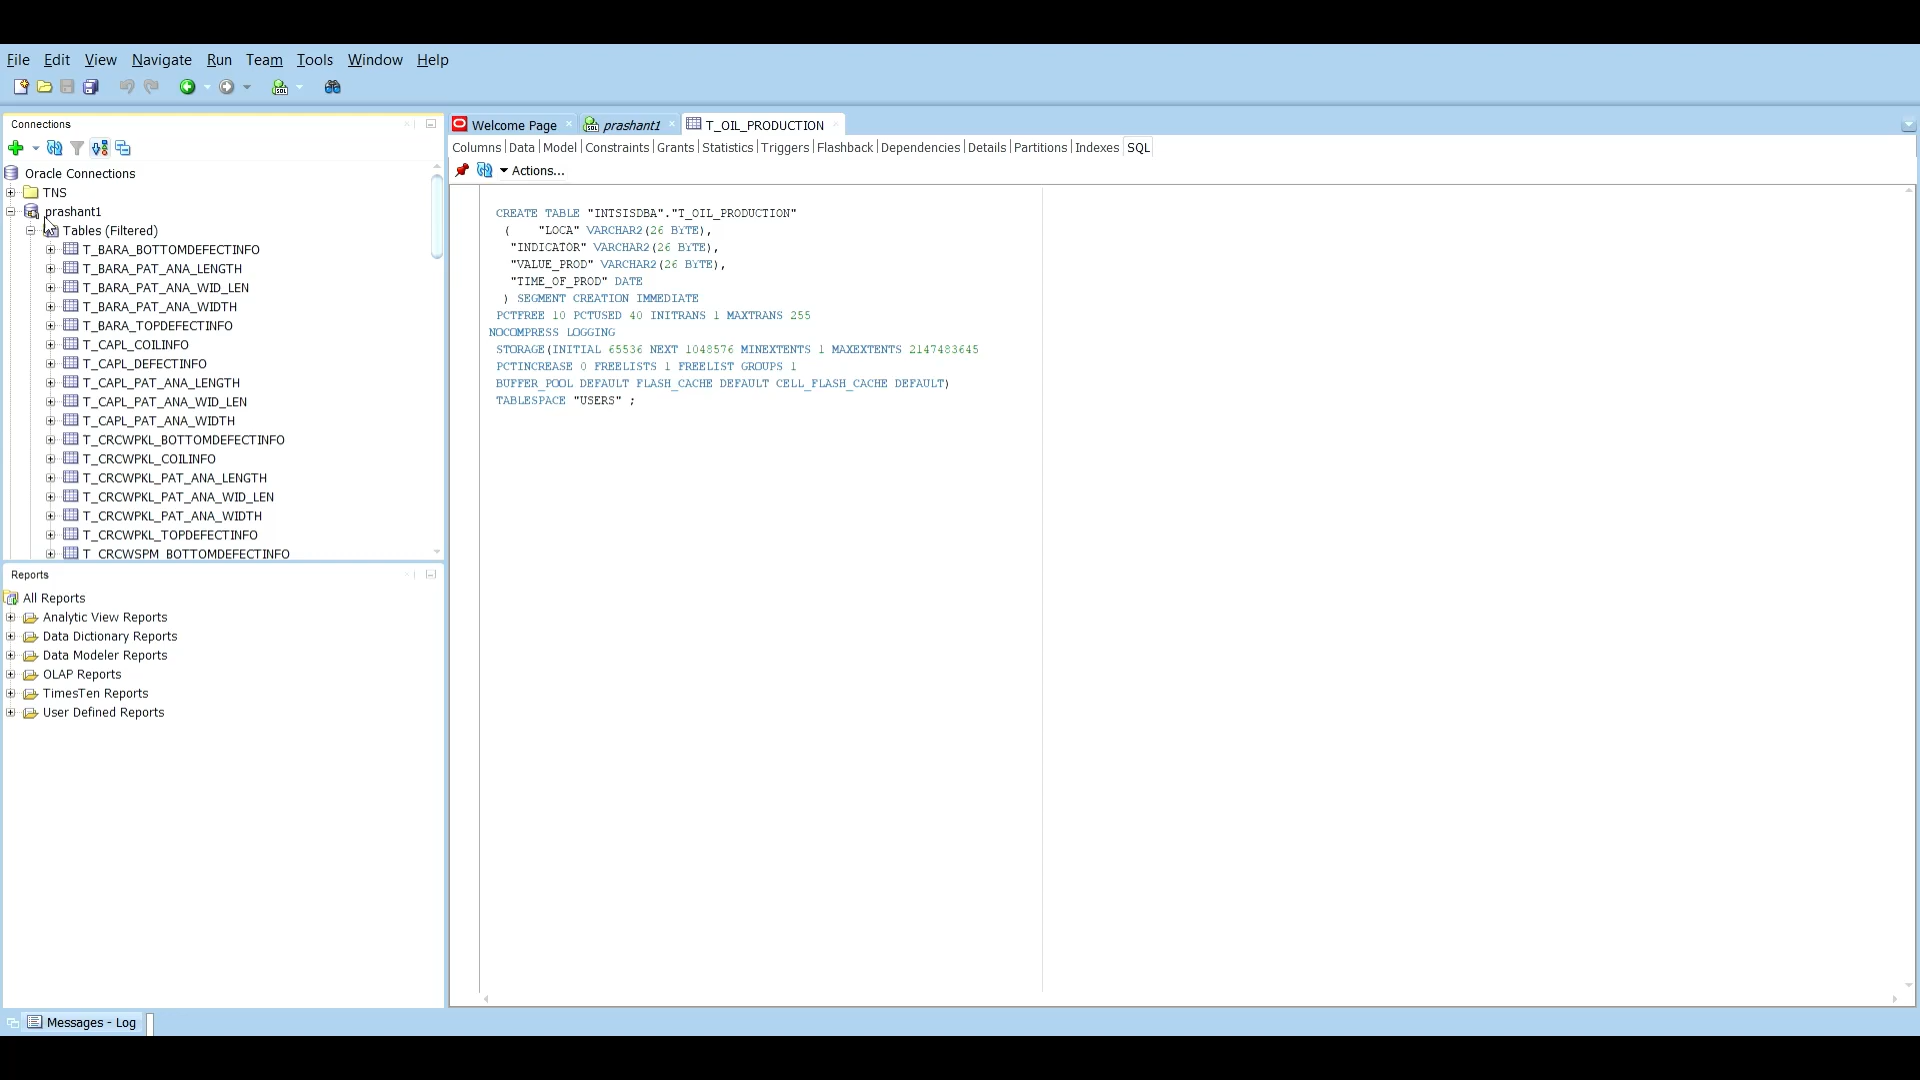 File Edit View Navigate Run Team Tools Window Help
Connections
Oracle Connections
TNS
prashant1
Tables (Filtered)
T_BARA_BOTTOMDEFECTINFO
T_BARA_PAT_ANA_LENGTH
T_BARA_PAT_ANA_WID_LEN
T_BARA_PAT_ANA_WIDTH
T_BARA_TOPDEFECTINFO
T_CAPL_COILINFO
T_CAPL_DEFECTINFO
T_CAPL_PAT_ANA_LENGTH
T_CAPL_PAT_ANA_WID_LEN
T_CAPL_PAT_ANA_WIDTH
T_CRCWPKL_BOTTOMDEFECTINFO
T_CRCWPKL_COILINFO
T_CRCWPKL_PAT_ANA_LENGTH
T_CRCWPKL_PAT_ANA_WID_LEN
T_CRCWPKL_PAT_ANA_WIDTH
T_CRCWPKL_TOPDEFECTINFO
T_CRCWSPM_BOTTOMDEFECTINFO
Reports
All Reports
Analytic View Reports
Data Dictionary Reports
Data Modeler Reports
OLAP Reports
TimesTen Reports
User Defined Reports
Welcome Page prashant1 T_OIL_PRODUCTION
Columns Data Model Constraints Grants Statistics Triggers Flashback Dependencies Details Partitions Indexes SQL
Actions...
CREATE TABLE "INTSISDBA"."T_OIL_PRODUCTION"
( "LOCA" VARCHAR2(26 BYTE),
"INDICATOR" VARCHAR2(26 BYTE),
"VALUE_PROD" VARCHAR2(26 BYTE),
"TIME_OF_PROD" DATE
) SEGMENT CREATION IMMEDIATE
PCTFREE 10 PCTUSED 40 INITRANS 1 MAXTRANS 255
NOCOMPRESS LOGGING
STORAGE(INITIAL 65536 NEXT 1048576 MINEXTENTS 1 MAXEXTENTS 2147483645
PCTINCREASE 0 FREELISTS 1 FREELIST GROUPS 1
BUFFER_POOL DEFAULT FLASH_CACHE DEFAULT CELL_FLASH_CACHE DEFAULT)
TABLESPACE "USERS" ;
Messages - Log